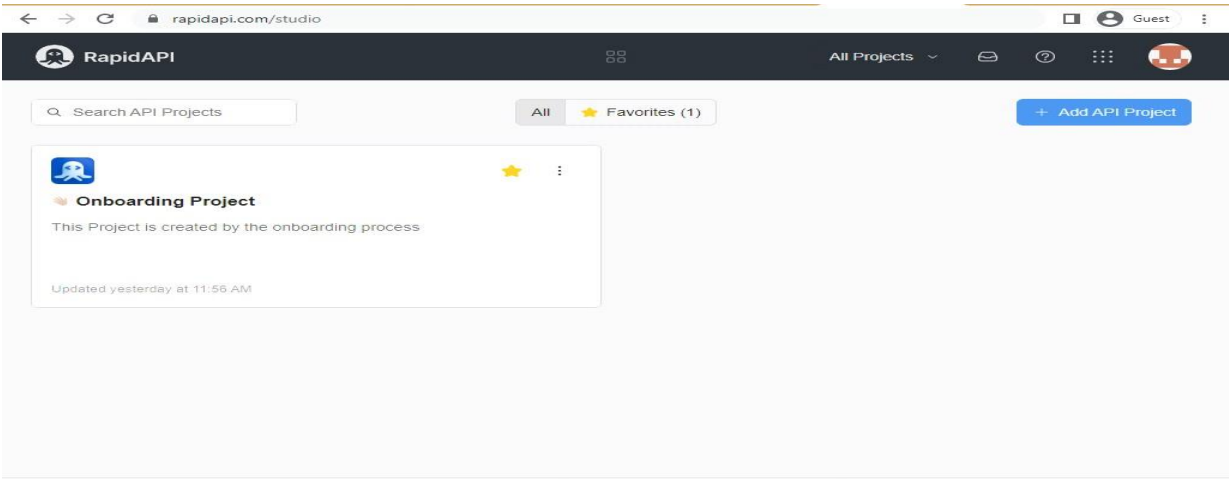 rapidapi.com/studio
Guest
RapidAPI
All Projects
Search API Projects
All
Favorites (1)
+ Add API Project
Onboarding Project
This Project is created by the onboarding process
Updated yesterday at 11:56 AM